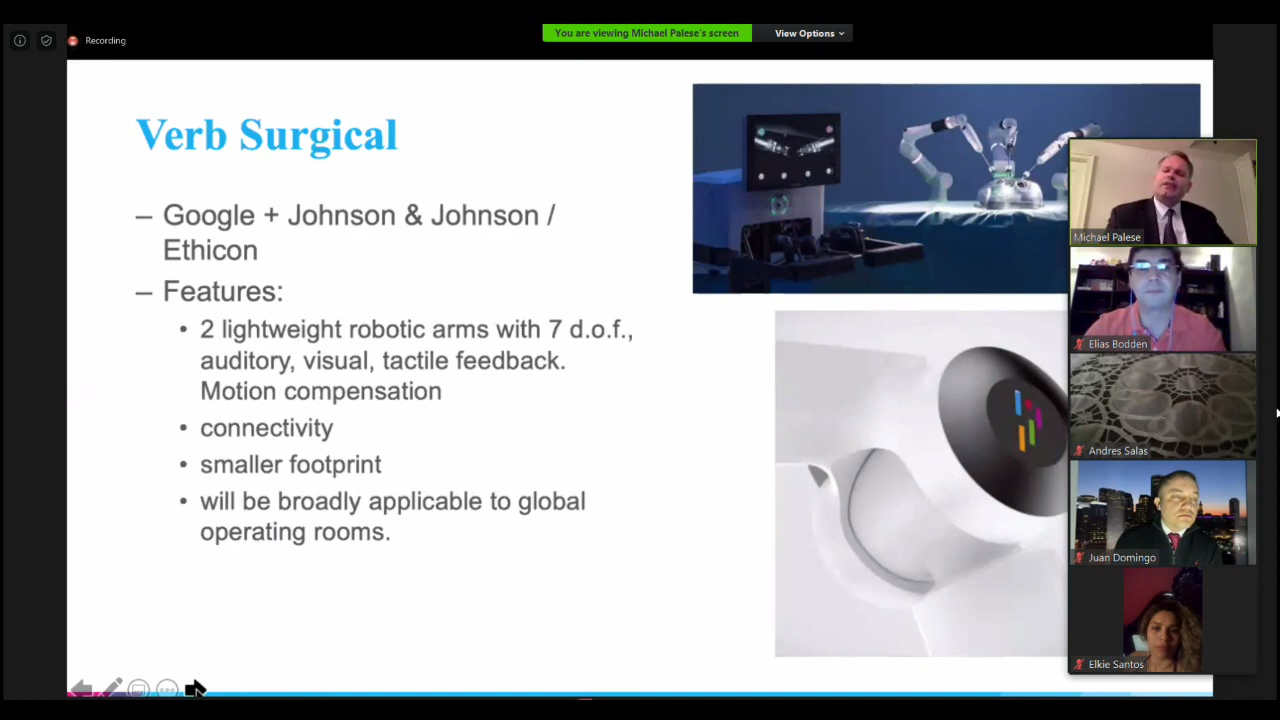 Recording
You are viewing Michael Palese's screen
View Options
Verb Surgical
– Google + Johnson & Johnson /
Ethicon
– Features:
• 2 lightweight robotic arms with 7 d.o.f.,
auditory, visual, tactile feedback.
Motion compensation
• connectivity
• smaller footprint
• will be broadly applicable to global
operating rooms.
Michael Palese
Elias Bodden
Andres Salas
Juan Domingo
Elkie Santos